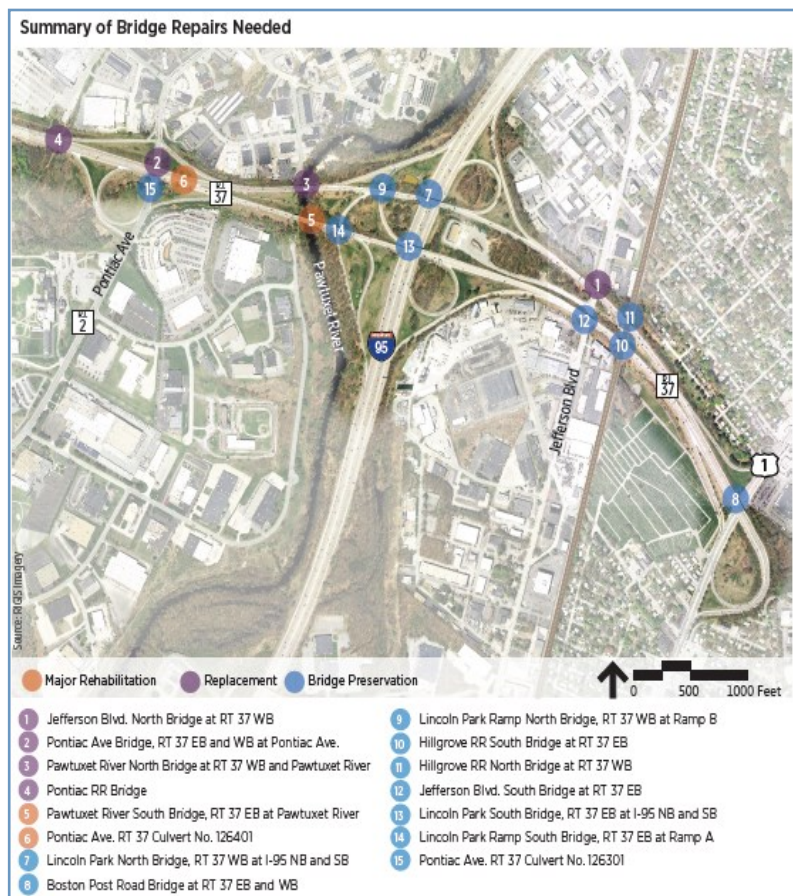 Summary of Bridge Repairs Needed
4
2
15
6
R.I.
37
3
5
14
9
7
13
1
11
12
10
Pontiac Ave
R.I.
2
Pawtuxet River
95
Jefferson Blvd
R.I.
37
1
8
Source: RIGIS Imagery
Major Rehabilitation
Replacement
Bridge Preservation
0 500 1000 Feet
1 Jefferson Blvd. North Bridge at RT 37 WB
2 Pontiac Ave Bridge, RT 37 EB and WB at Pontiac Ave.
3 Pawtuxet River North Bridge at RT 37 WB and Pawtuxet River
4 Pontiac RR Bridge
5 Pawtuxet River South Bridge, RT 37 EB at Pawtuxet River
6 Pontiac Ave. RT 37 Culvert No. 126401
7 Lincoln Park North Bridge, RT 37 WB at I-95 NB and SB
8 Boston Post Road Bridge at RT 37 EB and WB
9 Lincoln Park Ramp North Bridge, RT 37 WB at Ramp B
10 Hillgrove RR South Bridge at RT 37 EB
11 Hillgrove RR North Bridge at RT 37 WB
12 Jefferson Blvd. South Bridge at RT 37 EB
13 Lincoln Park South Bridge, RT 37 EB at I-95 NB and SB
14 Lincoln Park Ramp South Bridge, RT 37 EB at Ramp A
15 Pontiac Ave. RT 37 Culvert No. 126301